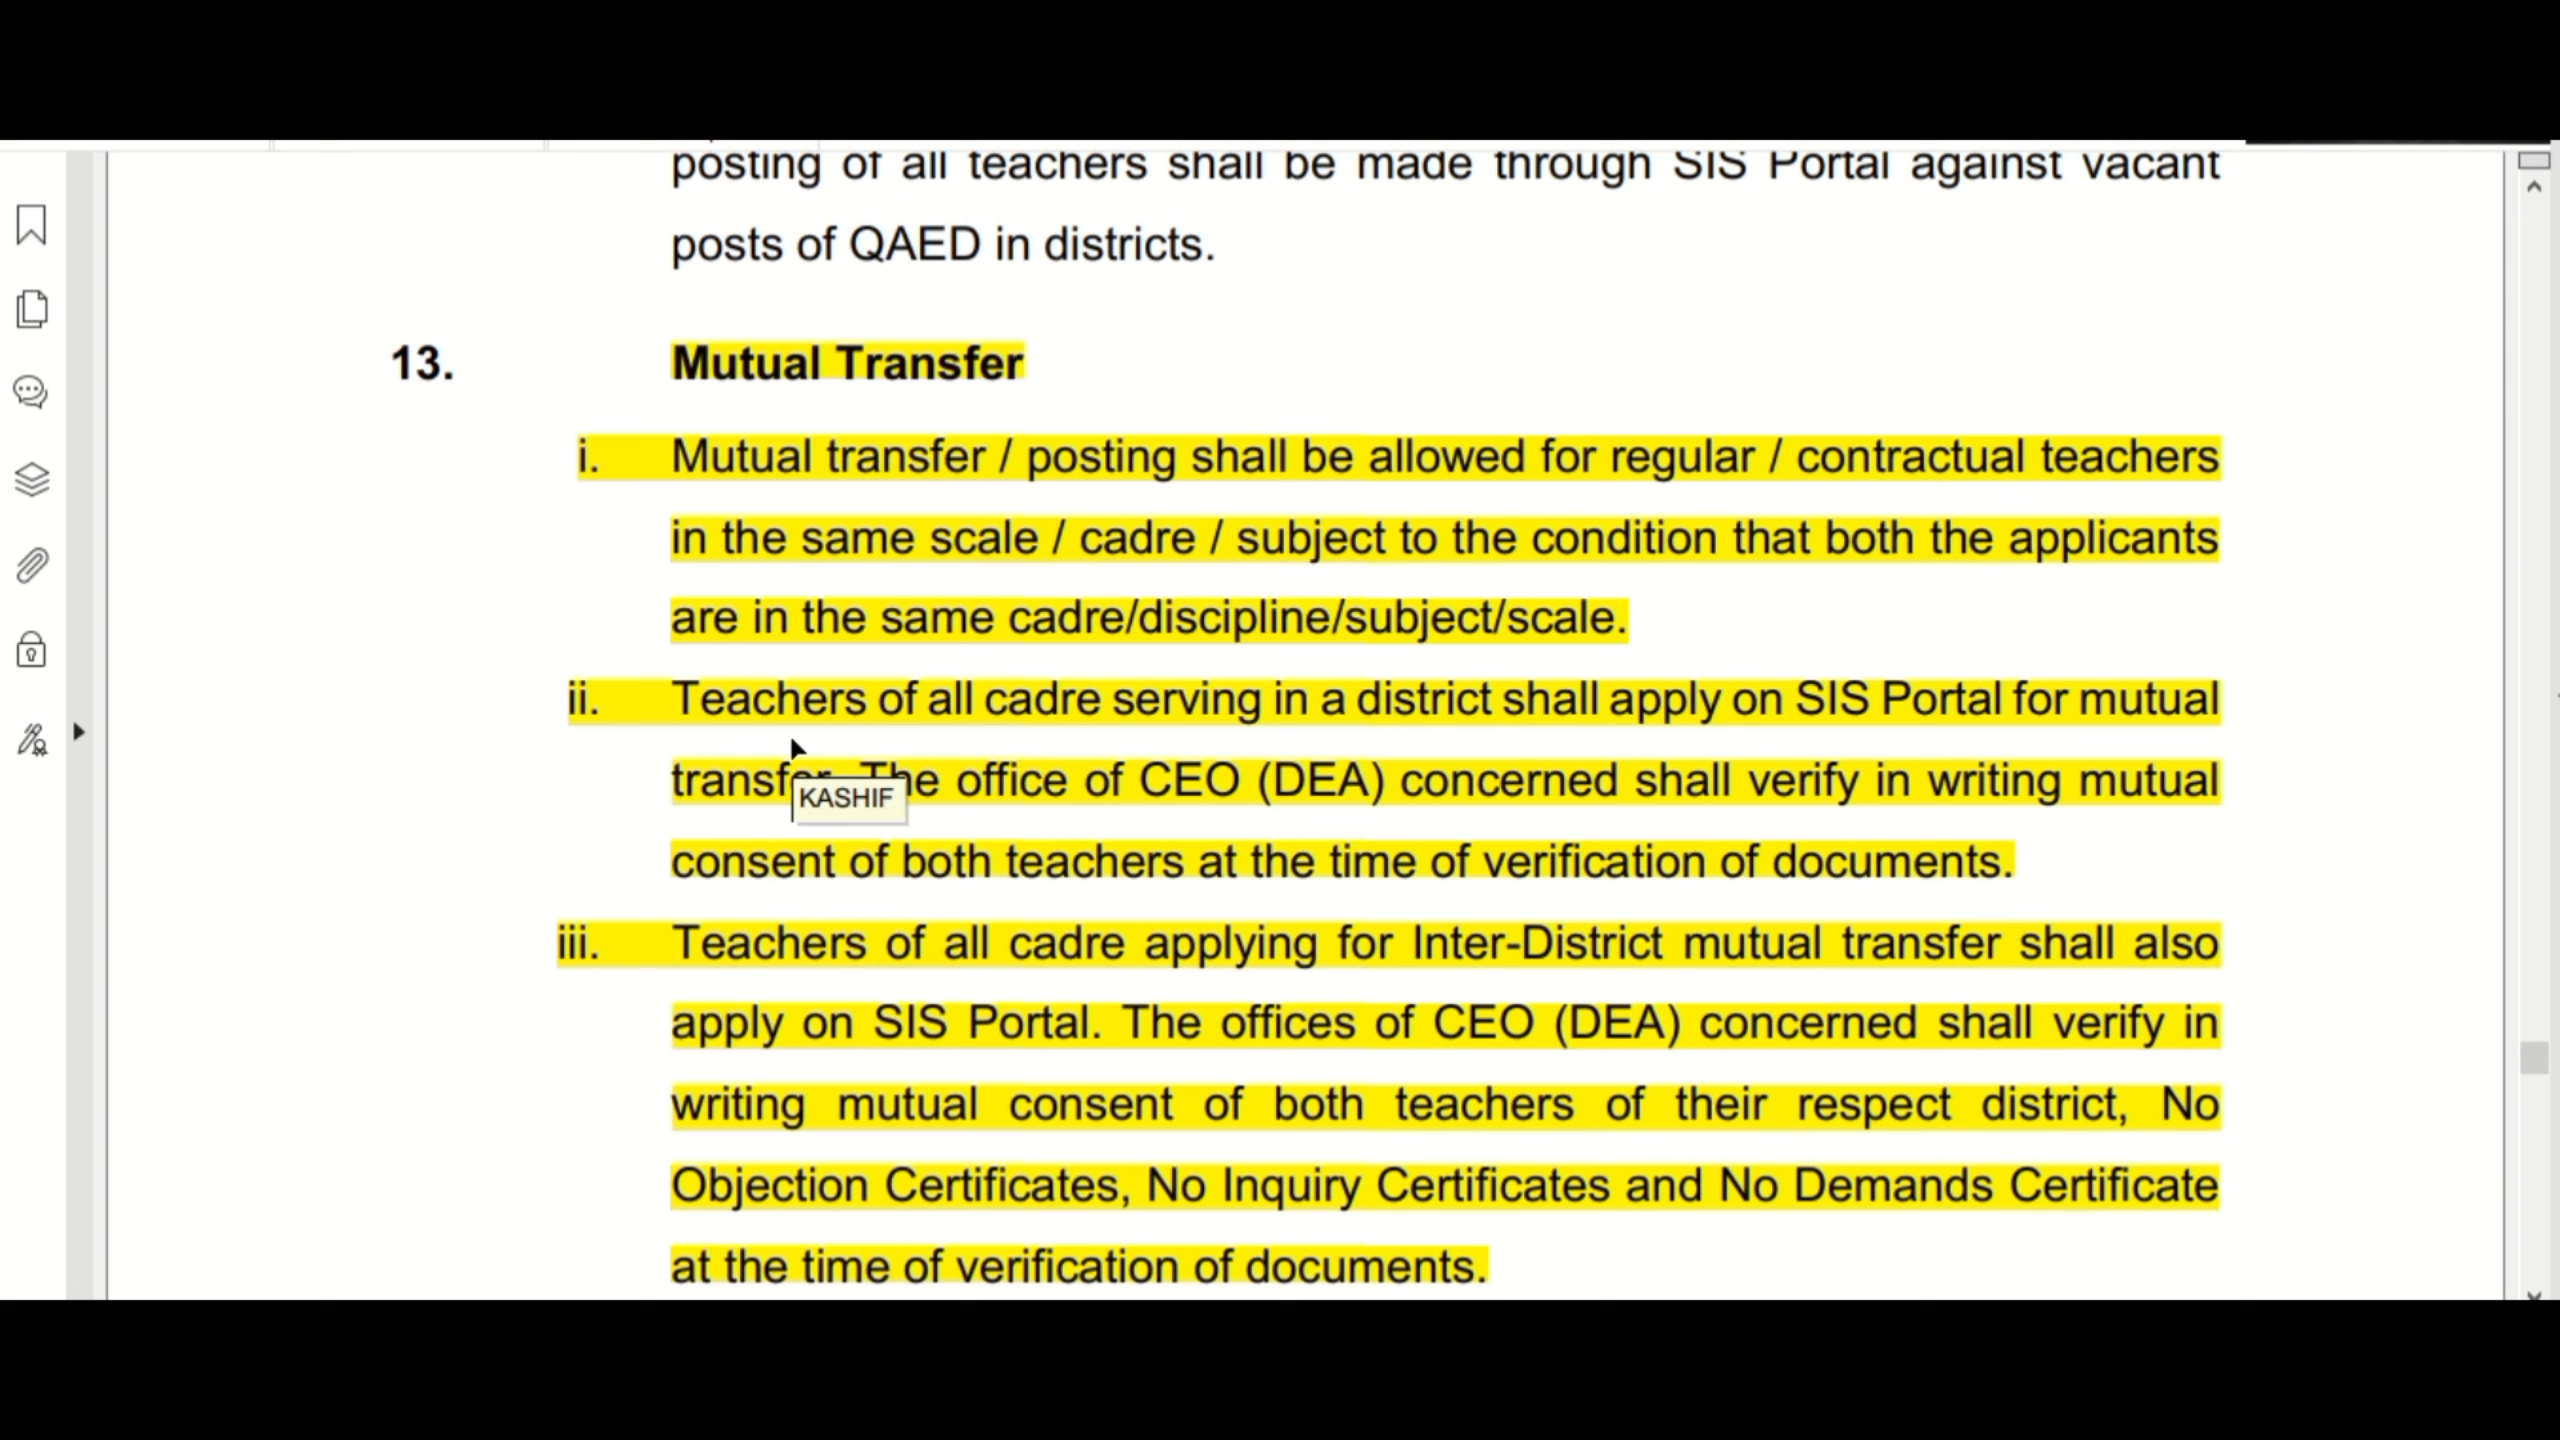 posting of all teachers shall be made through SIS Portal against vacant
posts of QAED in districts.
13. Mutual Transfer
i. Mutual transfer / posting shall be allowed for regular / contractual teachers
in the same scale / cadre / subject to the condition that both the applicants
are in the same cadre/discipline/subject/scale.
ii. Teachers of all cadre serving in a district shall apply on SIS Portal for mutual
transfer. The office of CEO (DEA) concerned shall verify in writing mutual
KASHIF
consent of both teachers at the time of verification of documents.
iii. Teachers of all cadre applying for Inter-District mutual transfer shall also
apply on SIS Portal. The offices of CEO (DEA) concerned shall verify in
writing mutual consent of both teachers of their respect district, No
Objection Certificates, No Inquiry Certificates and No Demands Certificate
at the time of verification of documents.